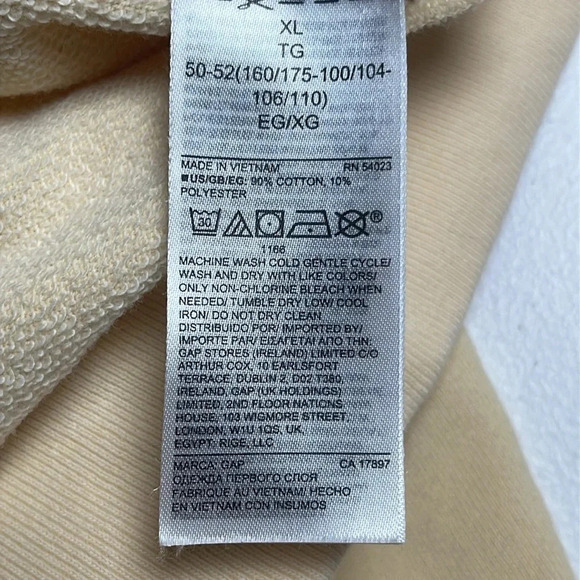 XL
TG
50-52(160/175-100/104-
106/110)
EG/XG
MADE IN VIETNAM RN 54023
■US/GB/EG: 90% COTTON, 10%
POLYESTER
30 ®
1166
MACHINE WASH COLD GENTLE CYCLE/
WASH AND DRY WITH LIKE COLORS/
ONLY NON-CHLORINE BLEACH WHEN
NEEDED/ TUMBLE DRY LOW/ COOL
IRON/ DO NOT DRY CLEAN
DISTRIBUIDO POR/ IMPORTED BY/
IMPORTE PAR/ ΕΙΣΑΓΕΤΑΙ ΑΠΟ ΤΗΝ:
GAP STORES (IRELAND) LIMITED C/O
ARTHUR COX, 10 EARLSFORT
TERRACE, DUBLIN 2, D02 T380,
IRELAND, GAP (UK HOLDINGS)
LIMITED, 2ND FLOOR NATIONS
HOUSE: 103 WIGMORE STREET,
LONDON, W1U 1QS, UK,
EGYPT: RIGE, LLC
MARCA: GAP CA 17897
ОДЕЖДА ПЕРВОГО СЛОЯ
FABRIQUE AU VIETNAM/ HECHO
EN VIETNAM CON INSUMOS